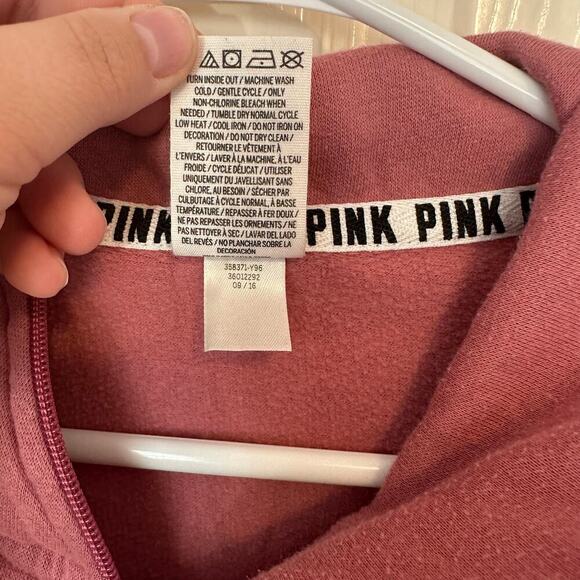 TURN INSIDE OUT / MACHINE WASH
COLD / GENTLE CYCLE / ONLY
NON-CHLORINE BLEACH WHEN
NEEDED / TUMBLE DRY NORMAL CYCLE
LOW HEAT / COOL IRON / DO NOT IRON ON
DECORATION / DO NOT DRY CLEAN /
RETOURNER LE VÊTEMENT À
L'ENVERS / LAVER À LA MACHINE, À L'EAU
FROIDE / CYCLE DÉLICAT / UTILISER
UNIQUEMENT DU JAVELLISANT SANS
CHLORE, AU BESOIN / SÉCHER PAR
CULBUTAGE À CYCLE NORMAL, À BASSE
TEMPÉRATURE / REPASSER À FER DOUX /
NE PAS REPASSER LES ORNEMENTS / NE
PAS NETTOYER À SEC / LAVAR DEL LADO
DEL REVÉS / NO PLANCHAR SOBRE LA
DECORACIÓN
PINK PINK PINK P
358371-Y96
36012292
09 / 16